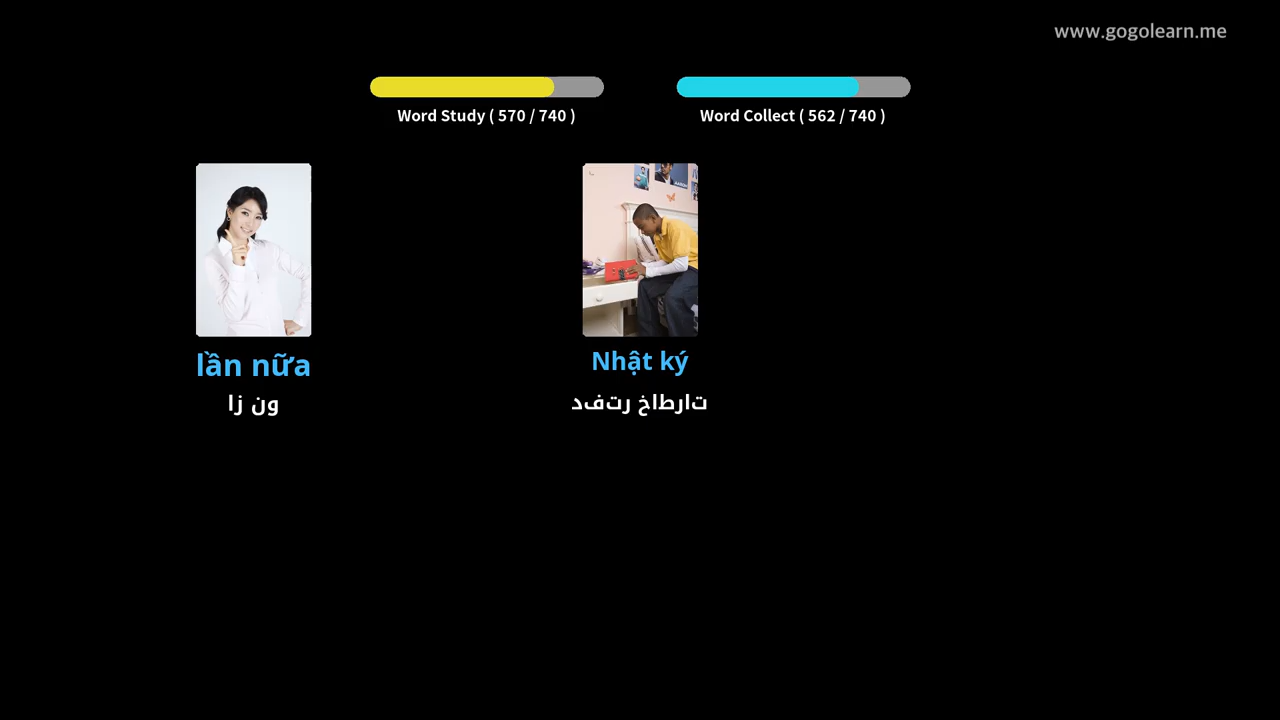 www.gogolearn.me
Word Study ( 570 / 740 )
Word Collect ( 562 / 740 )
lần nữa
ون زا
Nhật ký
تارطاخ رتفد